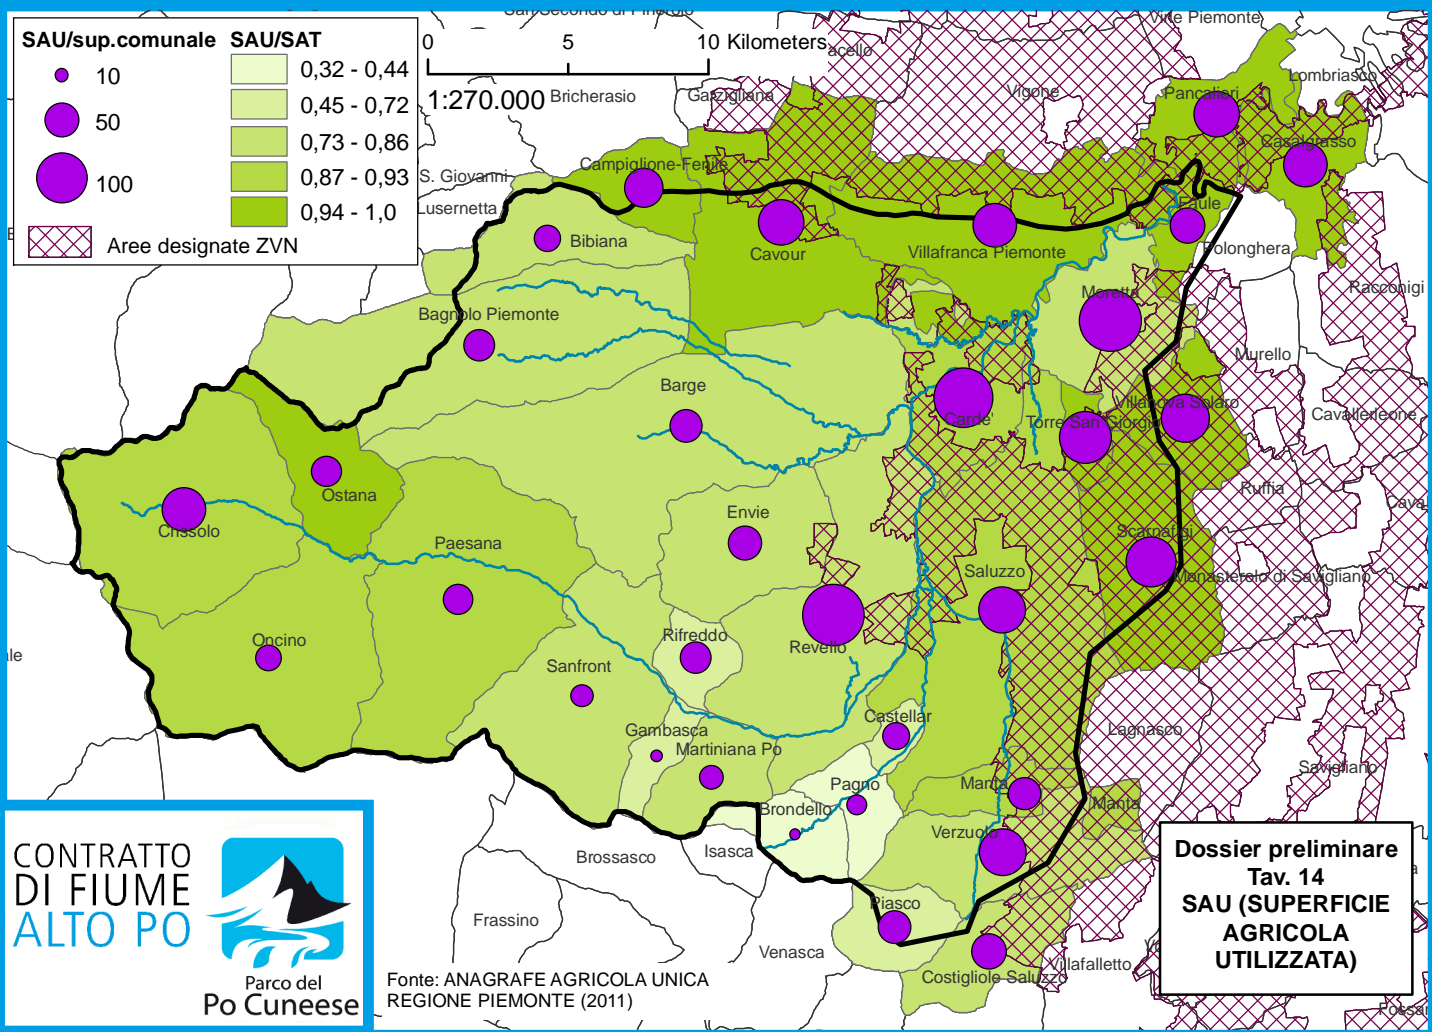 SAU/sup.comunale SAU/SAT
10
50
100
0,32 - 0,44
0,45 - 0,72
0,73 - 0,86
0,87 - 0,93
0,94 - 1,0
Aree designate ZVN
0 5 10 Kilometers
1:270.000
Virle Piemonte
Lombriasco
Bricherasio
Garzigliana
Vigone
Pancalieri
Casalgrasso
S. Giovanni
Campiglione-Fenile
Lusernetta
Faule
Bibiana
Cavour
Villafranca Piemonte
Polonghera
Moretta
Racconigi
Bagnolo Piemonte
Murello
Barge
Carde'
Torre San Giorgio
Villanova Solaro
Cavallerleone
Ostana
Ruffia
Crissolo
Envie
Scarnafigi
Paesana
Saluzzo
Monasterolo di Savigliano
Oncino
Rifreddo
Revello
Sanfront
Castellar
Gambasca
Lagnasco
Martiniana Po
Savigliano
Pagno
Manta
Manta
Brondello
Verzuolo
Isasca
Brossasco
Piasco
Frassino
Venasca
Villafalletto
Costigliole Saluzzo
CONTRATTO
DI FIUME
ALTO PO
Parco del
Po Cuneese
Fonte: ANAGRAFE AGRICOLA UNICA
REGIONE PIEMONTE (2011)
Dossier preliminare
Tav. 14
SAU (SUPERFICIE
AGRICOLA
UTILIZZATA)